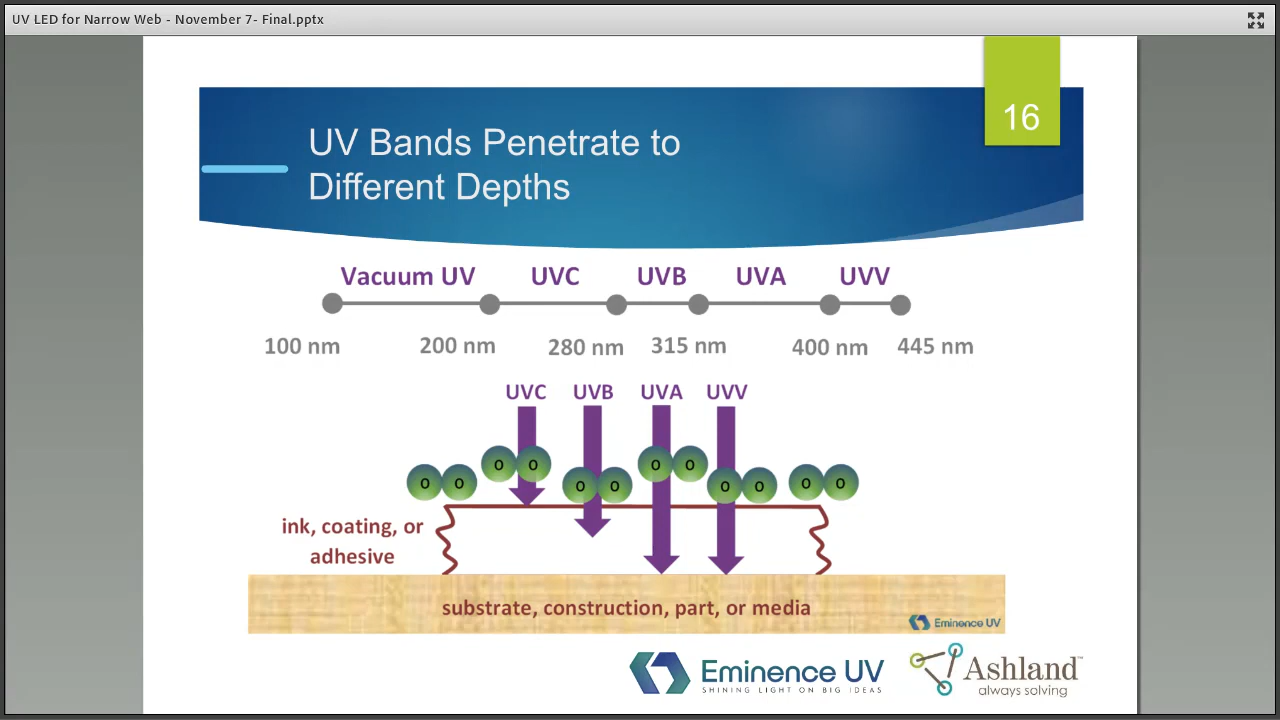 UV LED for Narrow Web - November 7- Final.pptx
16
UV Bands Penetrate to
Different Depths
Vacuum UV UVC UVB UVA UVV
100 nm 200 nm 280 nm 315 nm 400 nm 445 nm
UVC UVB UVA UVV
O O O O O O O O O O O O
ink, coating, or
adhesive
substrate, construction, part, or media
Eminence UV
Eminence UV
SHINING LIGHT ON BIG IDEAS
Ashland™
always solving